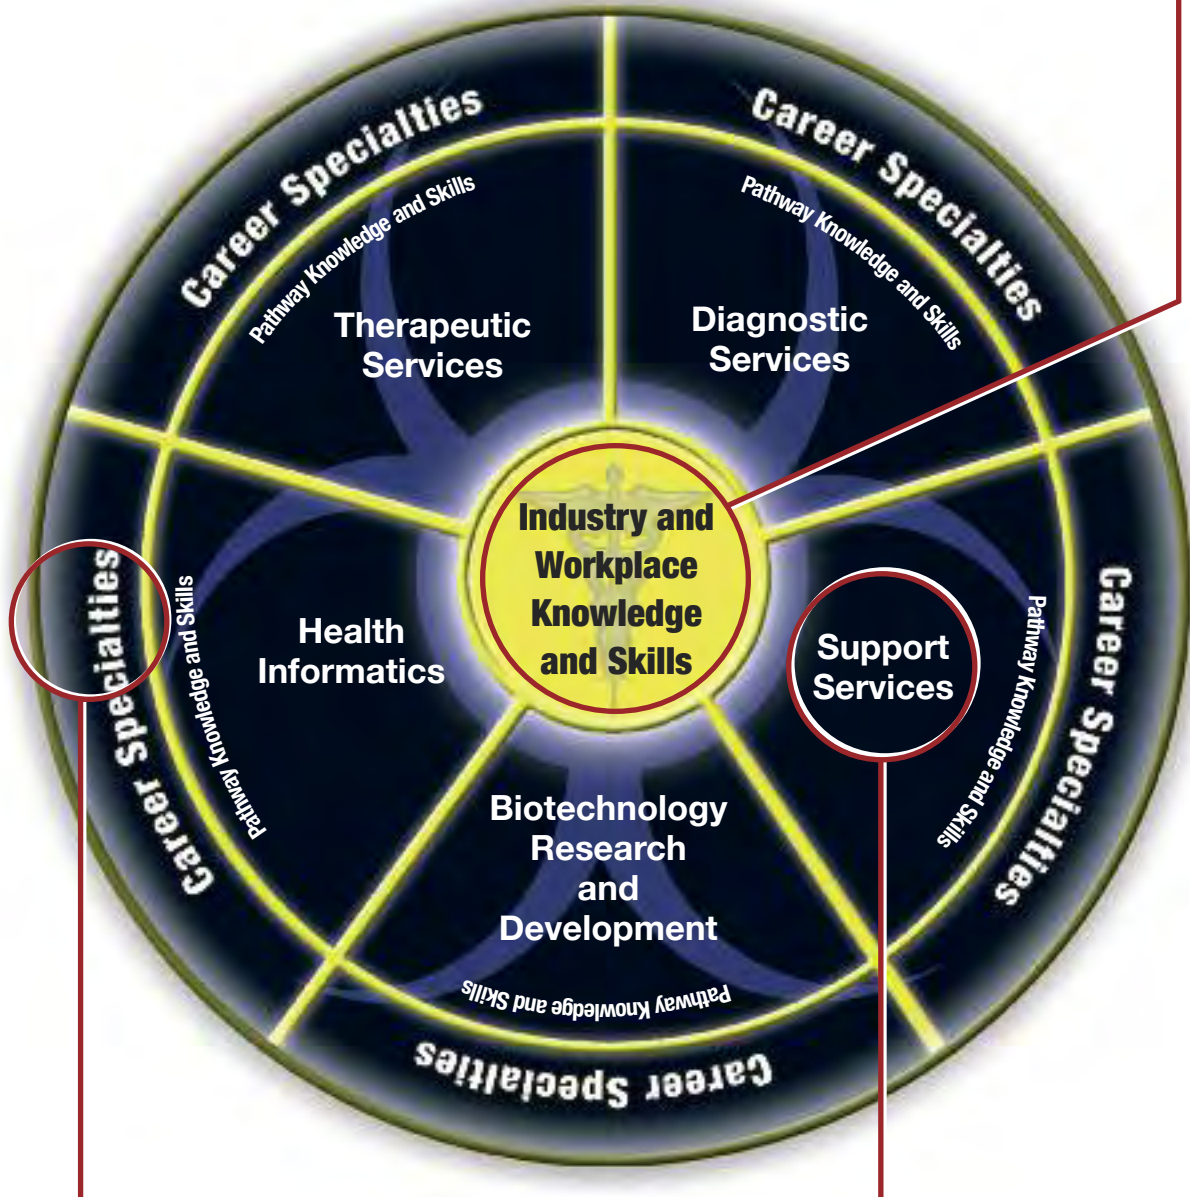 Career Specialties
Pathway Knowledge and Skills
Therapeutic
Services
Career Specialties
Pathway Knowledge and Skills
Diagnostic
Services
Industry and
Workplace
Knowledge
and Skills
Career Specialties
Pathway Knowledge and Skills
Health
Informatics
Support
Services
Pathway Knowledge and Skills
Career Specialties
Biotechnology
Research
and
Development
Pathway Knowledge and Skills
Career Specialties